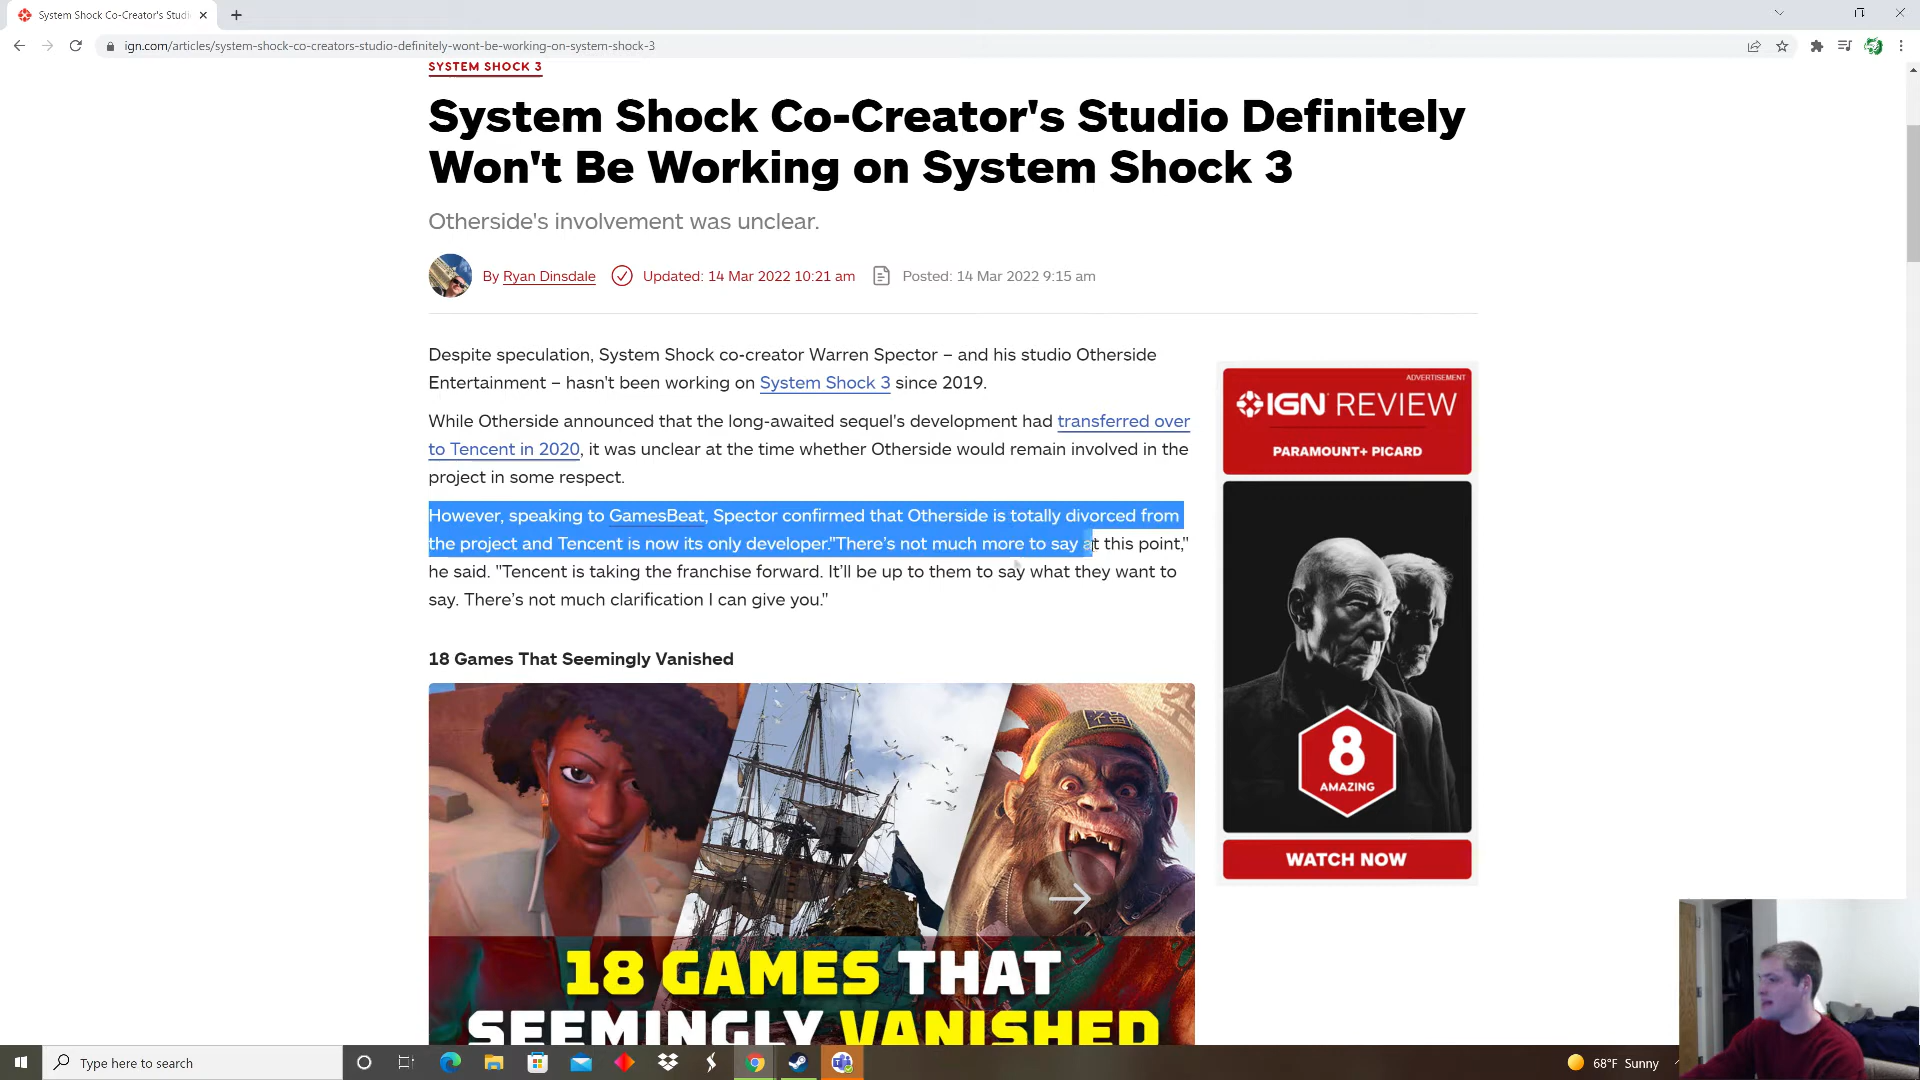 System Shock Co-Creator's Studi
ign.com/articles/system-shock-co-creators-studio-definitely-wont-be-working-on-system-shock-3
SYSTEM SHOCK 3
System Shock Co-Creator's Studio Definitely
Won't Be Working on System Shock 3
Otherside's involvement was unclear.
By Ryan Dinsdale Updated: 14 Mar 2022 10:21 am Posted: 14 Mar 2022 9:15 am
Despite speculation, System Shock co-creator Warren Spector – and his studio Otherside
Entertainment – hasn't been working on System Shock 3 since 2019.
While Otherside announced that the long-awaited sequel's development had transferred over
to Tencent in 2020, it was unclear at the time whether Otherside would remain involved in the
project in some respect.
However, speaking to GamesBeat, Spector confirmed that Otherside is totally divorced from
the project and Tencent is now its only developer."There's not much more to say at this point,"
he said. "Tencent is taking the franchise forward. It'll be up to them to say what they want to
say. There's not much clarification I can give you."
ADVERTISEMENT
IGN REVIEW
PARAMOUNT+ PICARD
8
AMAZING
WATCH NOW
18 Games That Seemingly Vanished
18 GAMES THAT
SEEMINGLY VANISHED
Type here to search
68°F Sunny